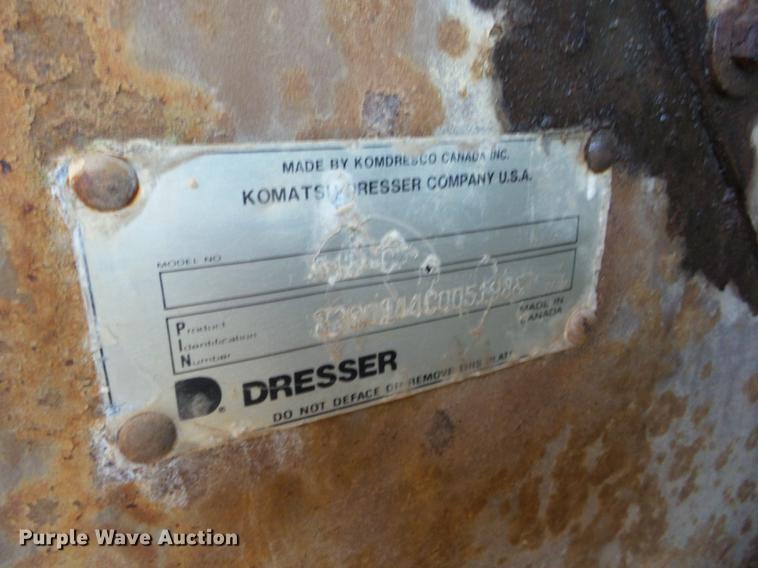 MADE BY KOMDRESCO CANADA INC.
KOMATSU DRESSER COMPANY U.S.A.
MODEL NO
Product
Identification
Number
MADE IN
CANADA
D.® DRESSER
DO NOT DEFACE OR REMOVE THIS PLATE
Purple Wave Auction